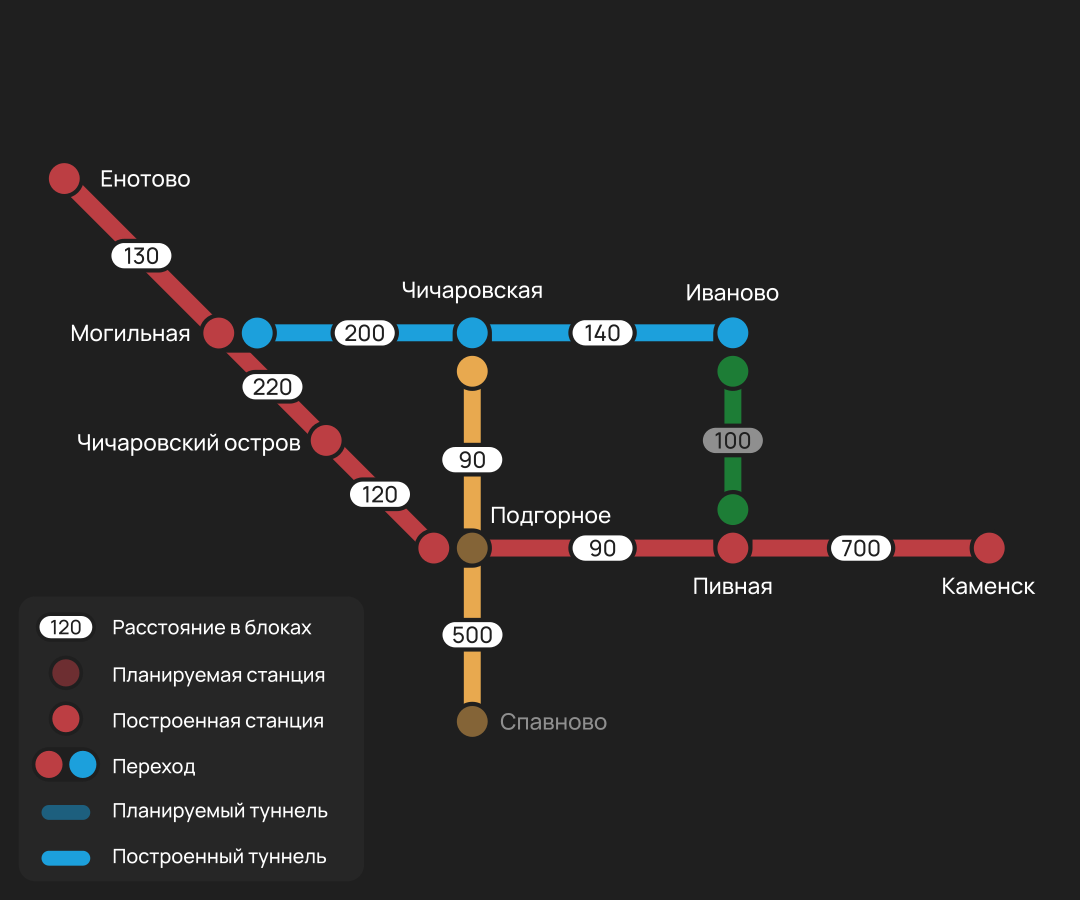 Енотово
130
Чичаровская
Иваново
Могильная
200
140
220
Чичаровский остров
100
90
120
Подгорное
90
700
Пивная
Каменск
500
Спавново
120
Расстояние в блоках
Планируемая станция
Построенная станция
Переход
Планируемый туннель
Построенный туннель